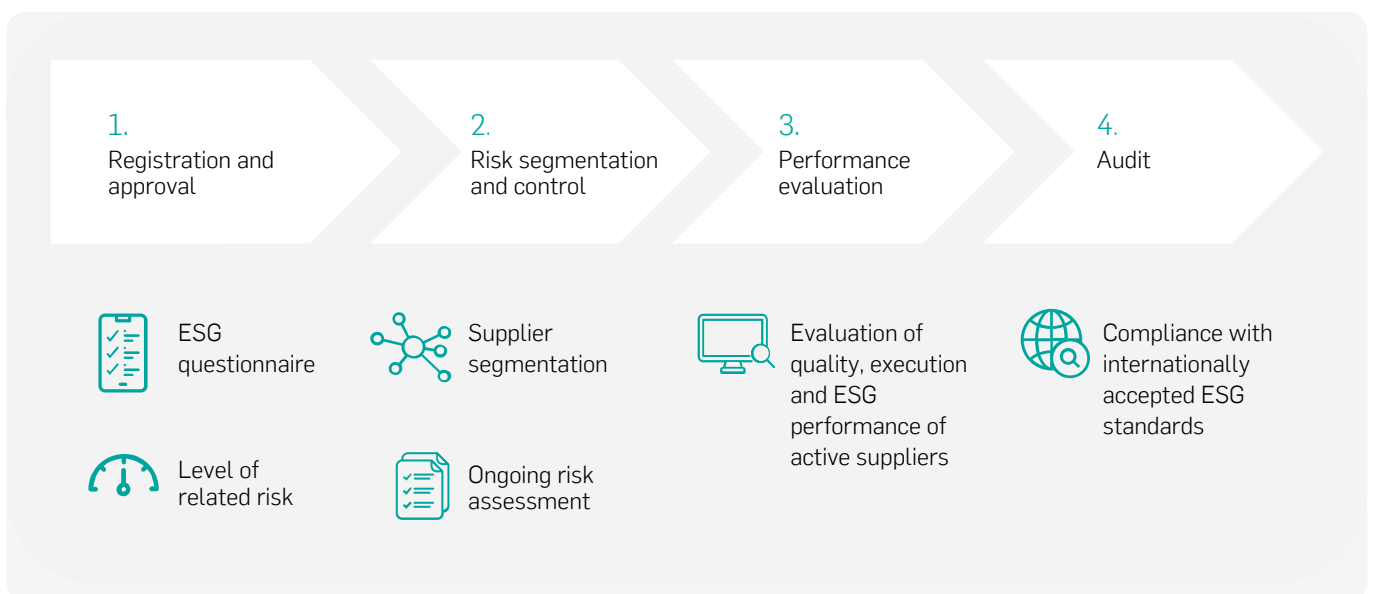 1.
Registration and
approval
2.
Risk segmentation
and control
3.
Performance
evaluation
4.
Audit
ESG
questionnaire
Level of
related risk
Supplier
segmentation
Ongoing risk
assessment
Evaluation of
quality, execution
and ESG
performance of
active suppliers
Compliance with
internationally
accepted ESG
standards